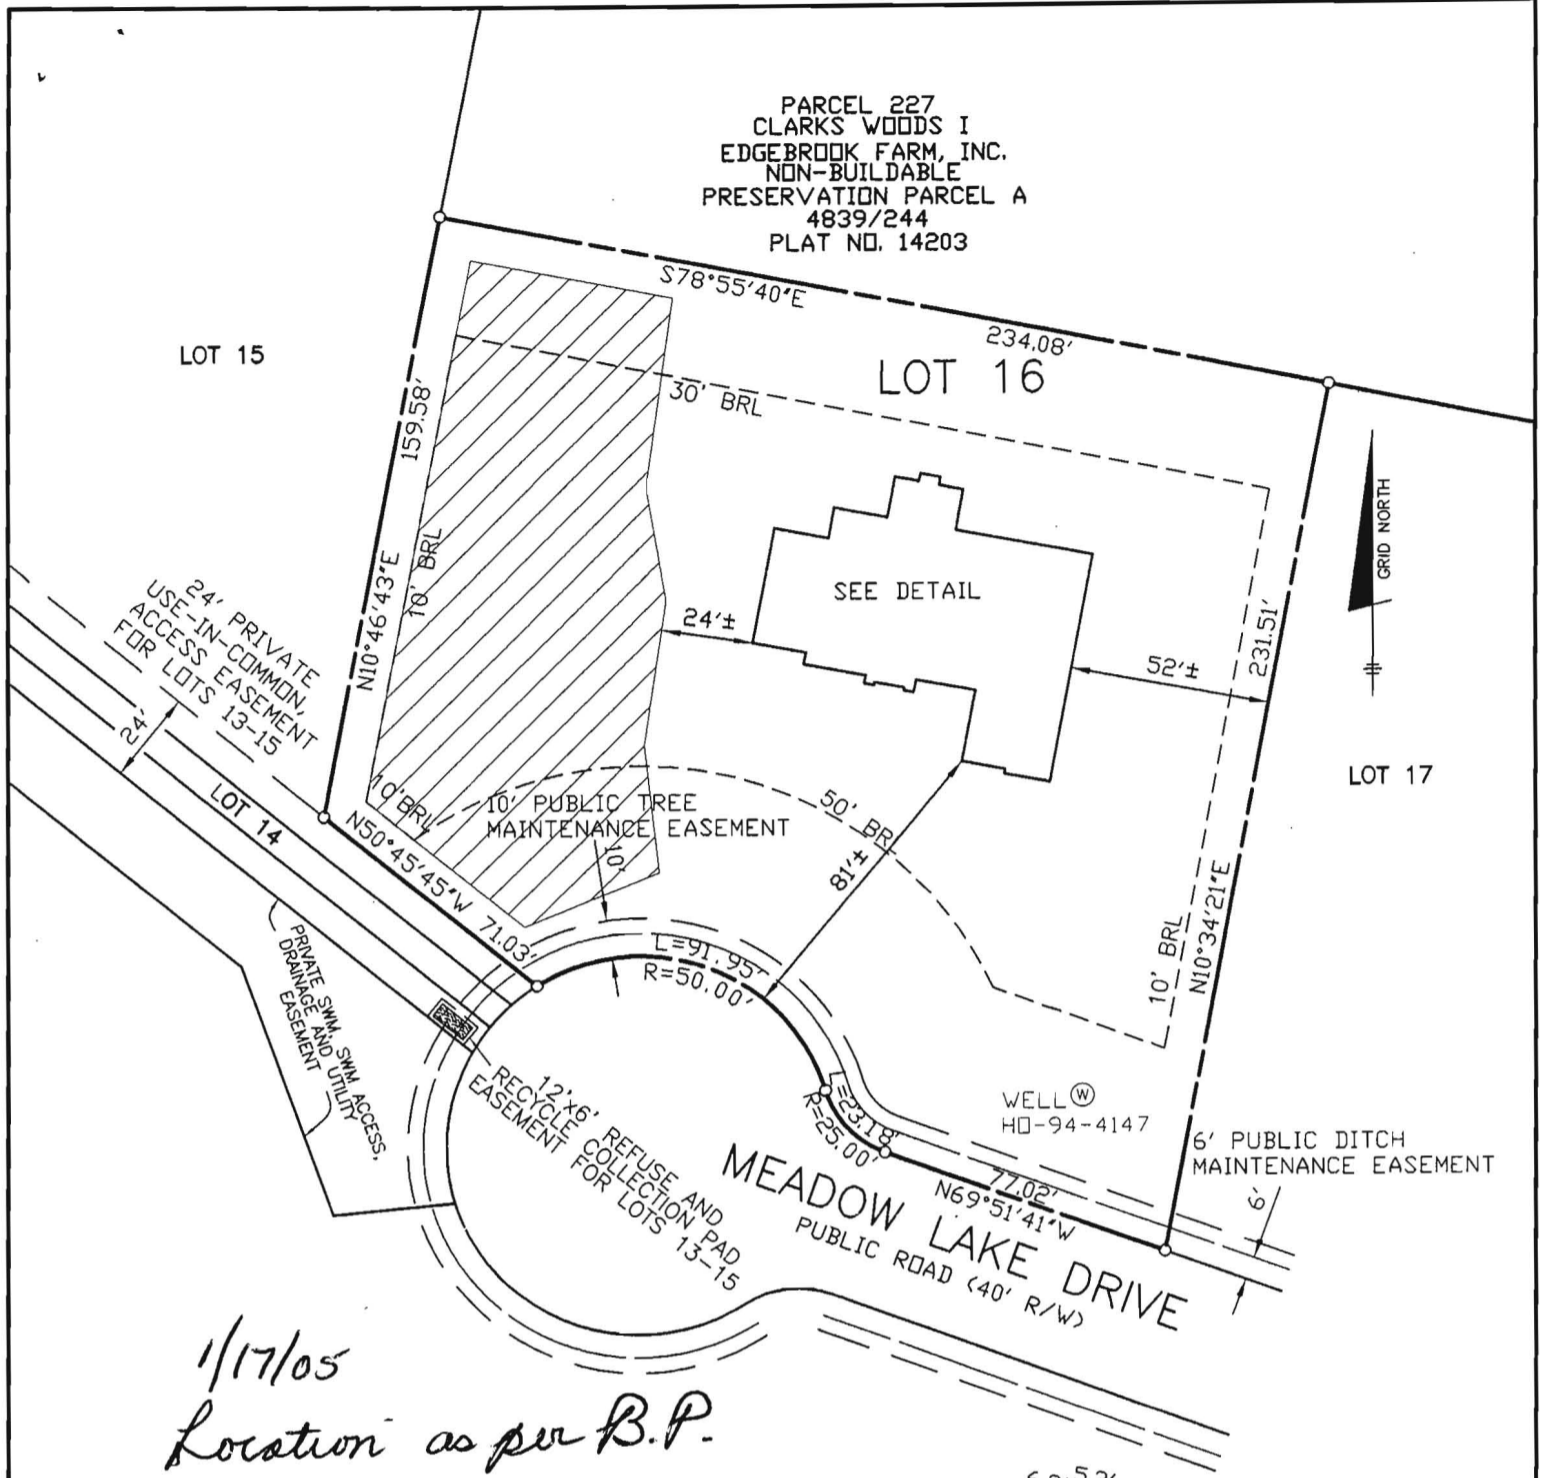 PARCEL 227
CLARKS WOODS I
EDGEBROOK FARM, INC.
NON-BUILDABLE
PRESERVATION PARCEL A
4839/244
PLAT NO. 14203
S78°55'40"E
234.08'
LOT 15
LOT 16
159.58'
30' BRL
GRID NORTH
10' BRL
N10°46'43"E
SEE DETAIL
24'±
52'±
231.51'
24' PRIVATE
USE-IN-COMMON,
ACCESS EASEMENT
FOR LOTS 13-15
24'
LOT 14
LOT 17
10'BRL
10' PUBLIC TREE
MAINTENANCE EASEMENT
10'
50' BR
81'±
N50°45'45"W 71.03'
L=91.95'
R=50.00'
10' BRL
N10°34'21"E
PRIVATE SWM, SWM ACCESS,
DRAINAGE AND UTILITY
EASEMENT
12'x6' REFUSE AND
RECYCLE COLLECTION PAD
EASEMENT FOR LOTS 13-15
L=23.18'
R=25.00'
WELL W
HO-94-4147
6' PUBLIC DITCH
MAINTENANCE EASEMENT
6'
77.02'
N69°51'41"W
MEADOW LAKE DRIVE
PUBLIC ROAD (40' R/W)
1/17/05
Location as per B.P.